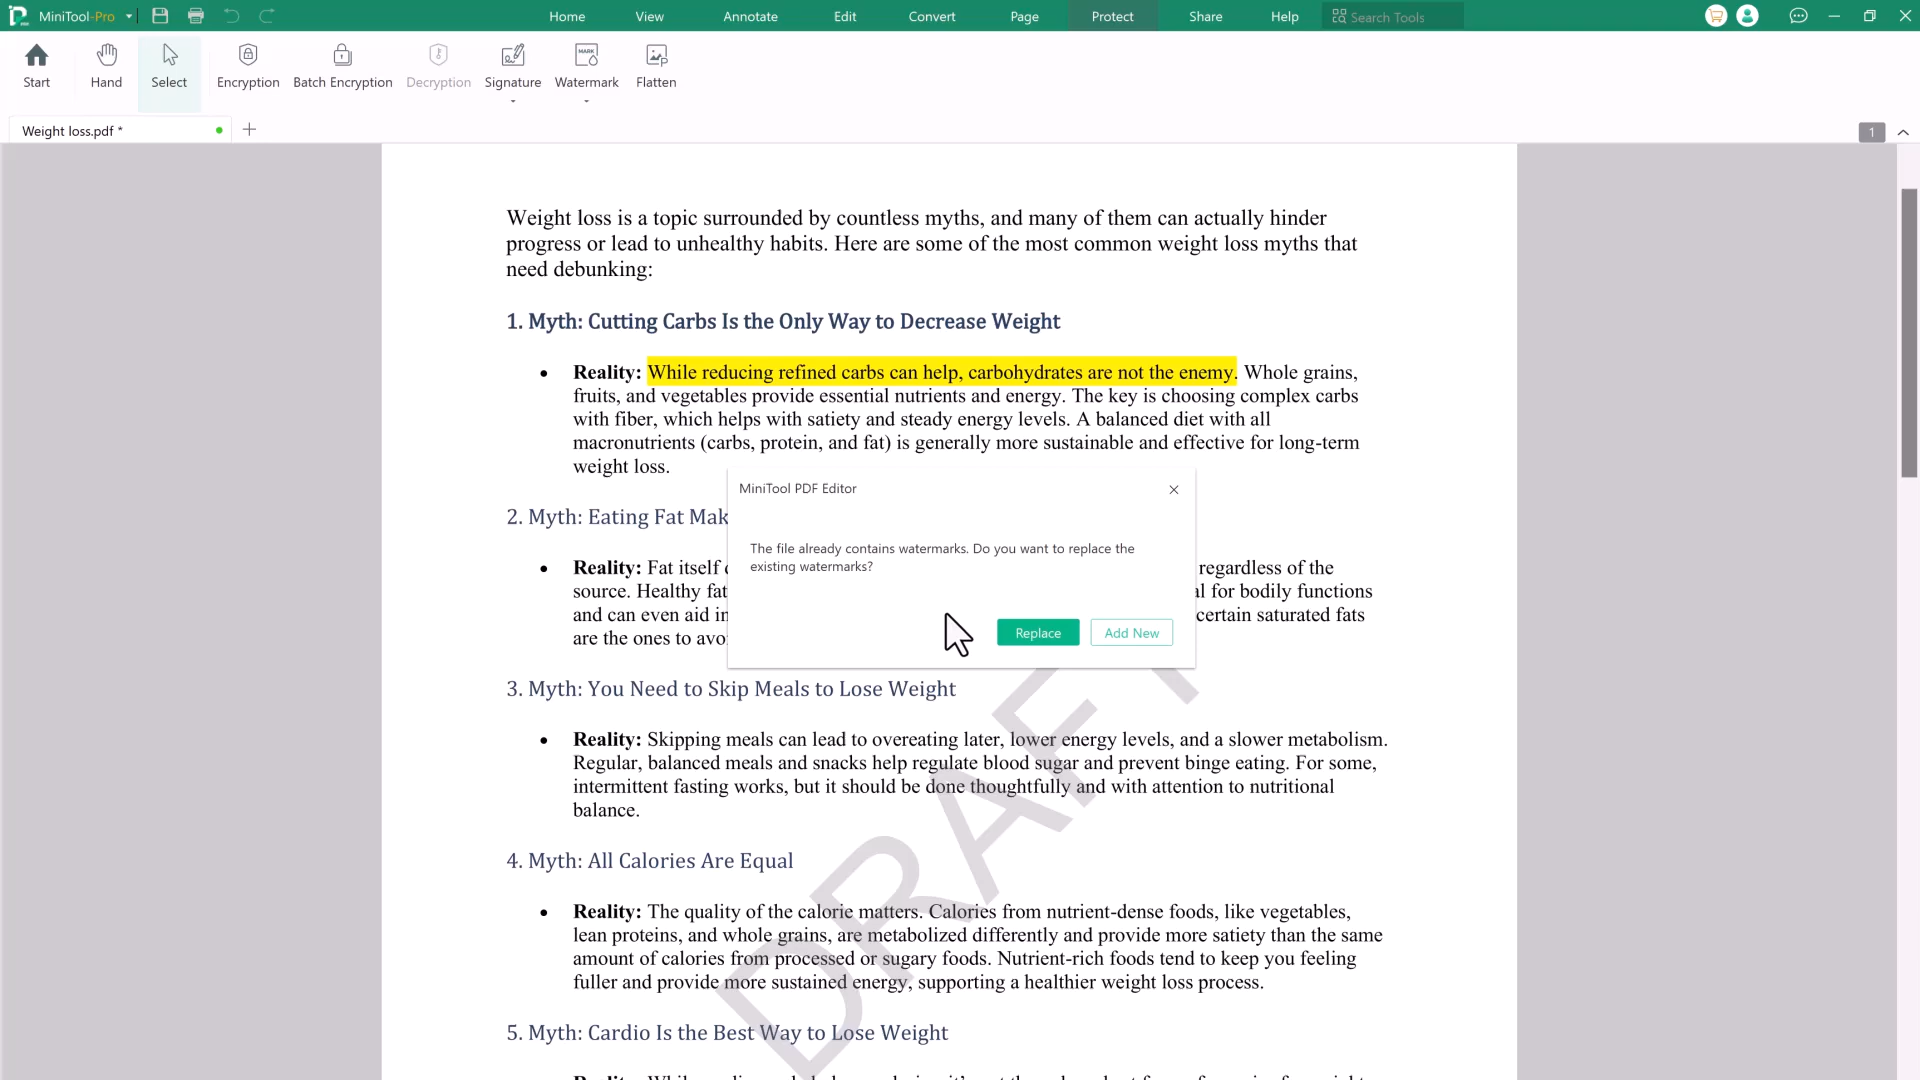 MiniTool-Pro
Home View Annotate Edit Convert Page Protect Share Help Search Tools
Start Hand Select Encryption Batch Encryption Decryption Signature Watermark Flatten
MARK
Weight loss.pdf *
1
Weight loss is a topic surrounded by countless myths, and many of them can actually hinder
progress or lead to unhealthy habits. Here are some of the most common weight loss myths that
need debunking:
1. Myth: Cutting Carbs Is the Only Way to Decrease Weight
• Reality: While reducing refined carbs can help, carbohydrates are not the enemy. Whole grains,
fruits, and vegetables provide essential nutrients and energy. The key is choosing complex carbs
with fiber, which helps with satiety and steady energy levels. A balanced diet with all
macronutrients (carbs, protein, and fat) is generally more sustainable and effective for long-term
weight loss.
2. Myth: Eating Fat Mak
• Reality: Fat itself regardless of the
source. Healthy fat al for bodily functions
and can even aid in certain saturated fats
are the ones to avo
MiniTool PDF Editor
The file already contains watermarks. Do you want to replace the
existing watermarks?
Replace Add New
3. Myth: You Need to Skip Meals to Lose Weight
• Reality: Skipping meals can lead to overeating later, lower energy levels, and a slower metabolism.
Regular, balanced meals and snacks help regulate blood sugar and prevent binge eating. For some,
intermittent fasting works, but it should be done thoughtfully and with attention to nutritional
balance.
4. Myth: All Calories Are Equal
• Reality: The quality of the calorie matters. Calories from nutrient-dense foods, like vegetables,
lean proteins, and whole grains, are metabolized differently and provide more satiety than the same
amount of calories from processed or sugary foods. Nutrient-rich foods tend to keep you feeling
fuller and provide more sustained energy, supporting a healthier weight loss process.
5. Myth: Cardio Is the Best Way to Lose Weight
DRAFT